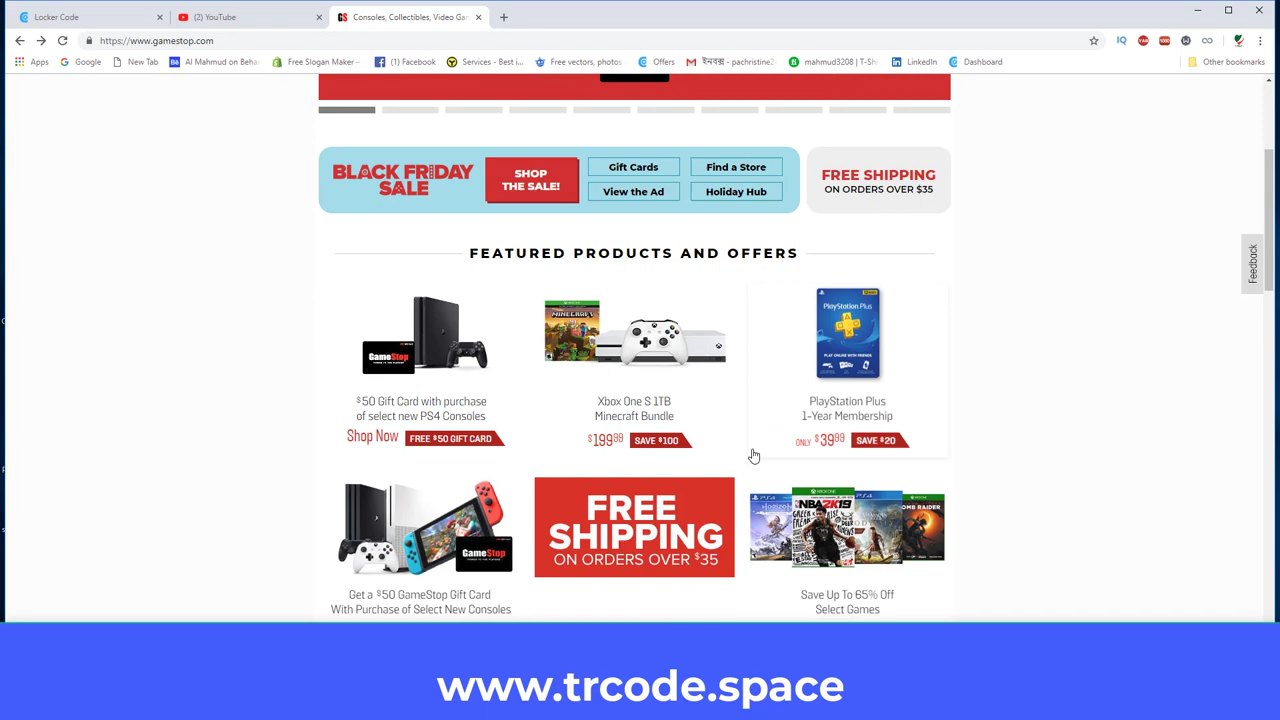 Locker Code
(2) YouTube
Consoles, Collectibles, Video Gam
https://www.gamestop.com
Apps
Google
New Tab
Al Mahmud on Behan
Free Slogan Maker -
(1) Facebook
Services - Best i...
Free vectors, photos
Offers
ইনবক্স - pachristine2
mahmud3208 | T-Sh
LinkedIn
Dashboard
Other bookmarks
BLACK FRIDAY
SALE
SHOP
THE SALE!
Gift Cards
Find a Store
View the Ad
Holiday Hub
FREE SHIPPING
ON ORDERS OVER $35
Feedback
FEATURED PRODUCTS AND OFFERS
GameStop
MINECRAFT
PlayStation Plus
PLAY ONLINE WITH FRIENDS
$50 Gift Card with purchase
of select new PS4 Consoles
Shop Now FREE $50 GIFT CARD
Xbox One S 1TB
Minecraft Bundle
$199.99 SAVE $100
PlayStation Plus
1-Year Membership
ONLY $39.99 SAVE $20
GameStop
FREE
SHIPPING
ON ORDERS OVER $35
NBA2K19
TOMB RAIDER
Get a $50 GameStop Gift Card
With Purchase of Select New Consoles
Save Up To 65% Off
Select Games
www.trcode.space